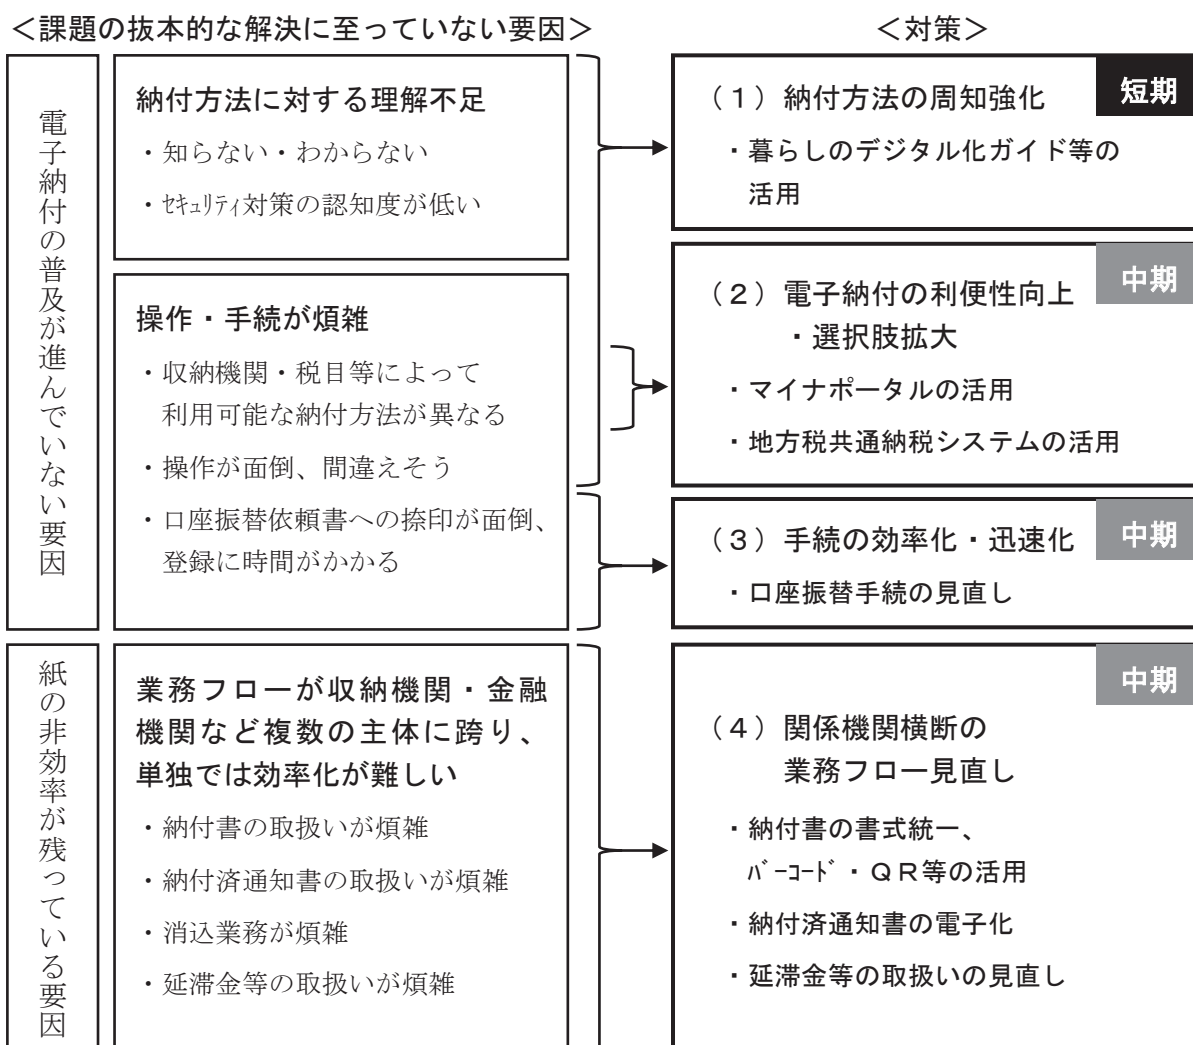 ＜課題の抜本的な解決に至っていない要因＞
＜対策＞
電子納付の普及が進んでいない要因
納付方法に対する理解不足
・知らない・わからない
・ｾｷｭﾘﾃｨ対策の認知度が低い
操作・手続が煩雑
・収納機関・税目等によって
利用可能な納付方法が異なる
・操作が面倒、間違えそう
・口座振替依頼書への捺印が面倒、
登録に時間がかかる
短期
（１）納付方法の周知強化
・暮らしのデジタル化ガイド等の
活用
中期
（２）電子納付の利便性向上
・選択肢拡大
・マイナポータルの活用
・地方税共通納税システムの活用
中期
（３）手続の効率化・迅速化
・口座振替手続の見直し
紙の非効率が残っている要因
業務フローが収納機関・金融
機関など複数の主体に跨り、
単独では効率化が難しい
・納付書の取扱いが煩雑
・納付済通知書の取扱いが煩雑
・消込業務が煩雑
・延滞金等の取扱いが煩雑
中期
（４）関係機関横断の
業務フロー見直し
・納付書の書式統一、
ﾊﾞｰｺｰﾄﾞ・ＱＲ等の活用
・納付済通知書の電子化
・延滞金等の取扱いの見直し